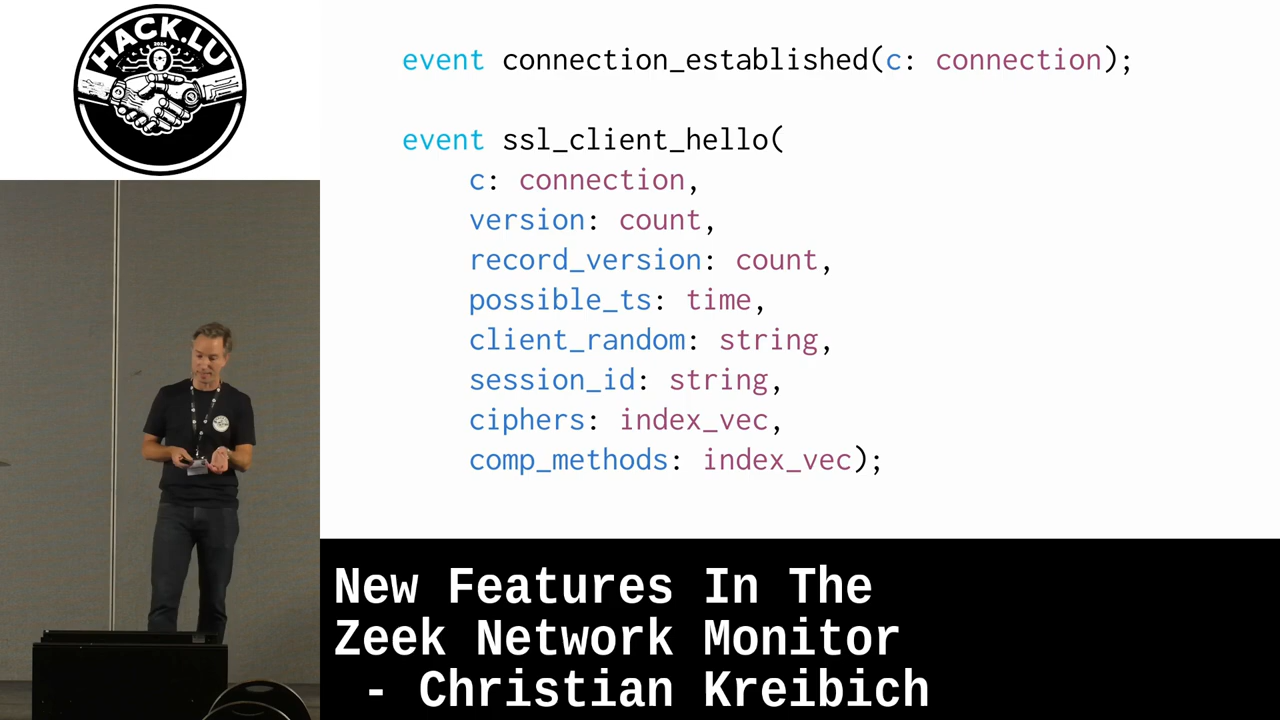 HACK.LU
2024
event connection_established(c: connection);
event ssl_client_hello(
c: connection,
version: count,
record_version: count,
possible_ts: time,
client_random: string,
session_id: string,
ciphers: index_vec,
comp_methods: index_vec);
New Features In The
Zeek Network Monitor
- Christian Kreibich